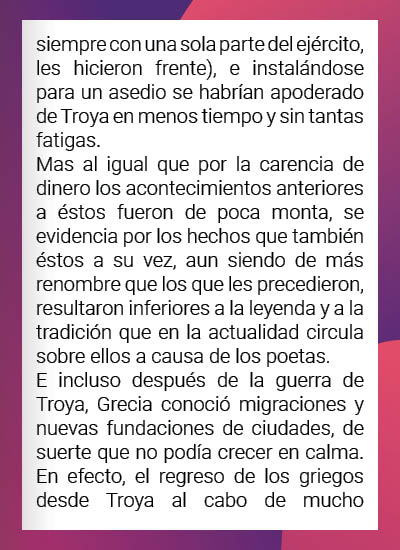 siempre con una sola parte del ejército,
les hicieron frente), e instalándose
para un asedio se habrían apoderado
de Troya en menos tiempo y sin tantas
fatigas.
Mas al igual que por la carencia de
dinero los acontecimientos anteriores
a éstos fueron de poca monta, se
evidencia por los hechos que también
éstos a su vez, aun siendo de más
renombre que los que les precedieron,
resultaron inferiores a la leyenda y a la
tradición que en la actualidad circula
sobre ellos a causa de los poetas.
E incluso después de la guerra de
Troya, Grecia conoció migraciones y
nuevas fundaciones de ciudades, de
suerte que no podía crecer en calma.
En efecto, el regreso de los griegos
desde Troya al cabo de mucho